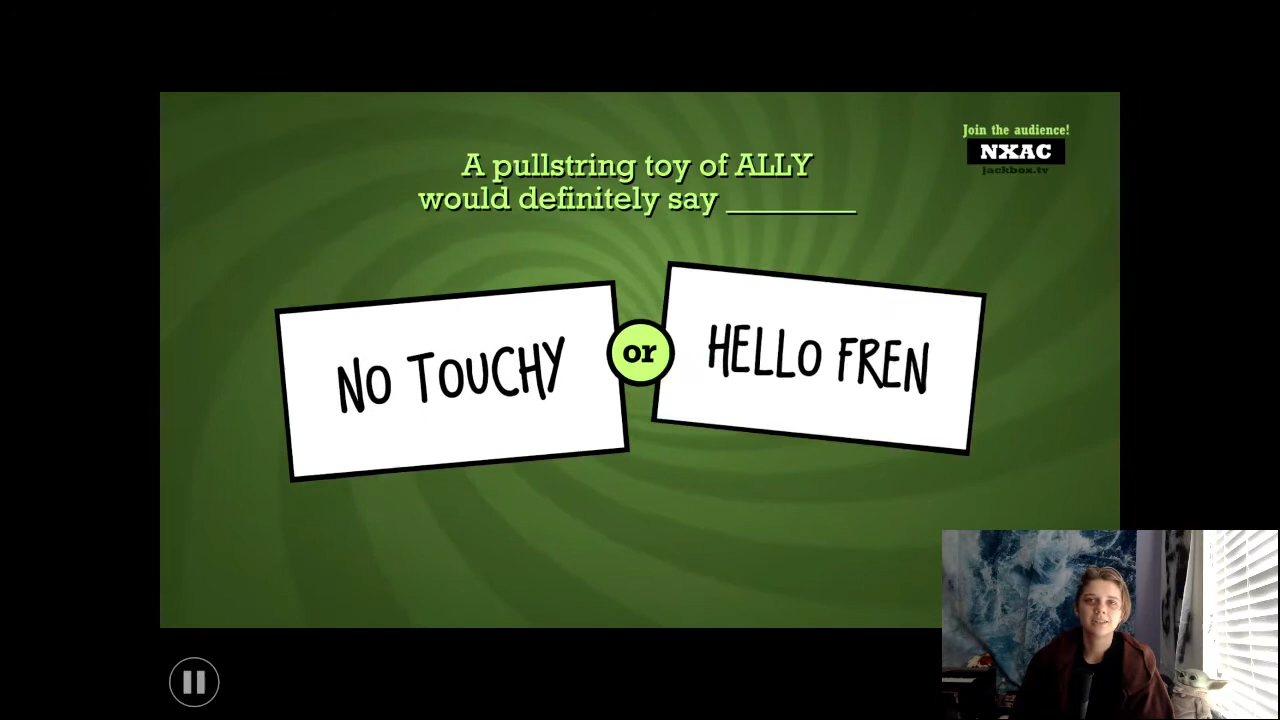 Join the audience!
NXAC
jackbox.tv
A pullstring toy of ALLY
would definitely say ________
NO TOUCHY
or
HELLO FREN